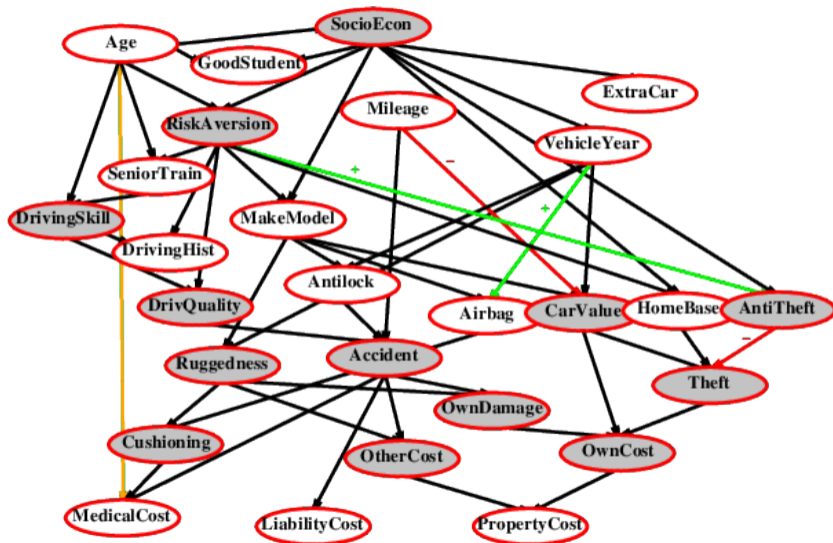 SocioEcon
Age
GoodStudent
ExtraCar
Mileage
RiskAversion
VehicleYear
+
−
SeniorTrain
+
DrivingSkill
MakeModel
DrivingHist
Antilock
DrivQuality
Airbag
CarValue
HomeBase
AntiTheft
−
Accident
Ruggedness
Theft
OwnDamage
Cushioning
OtherCost
OwnCost
MedicalCost
LiabilityCost
PropertyCost